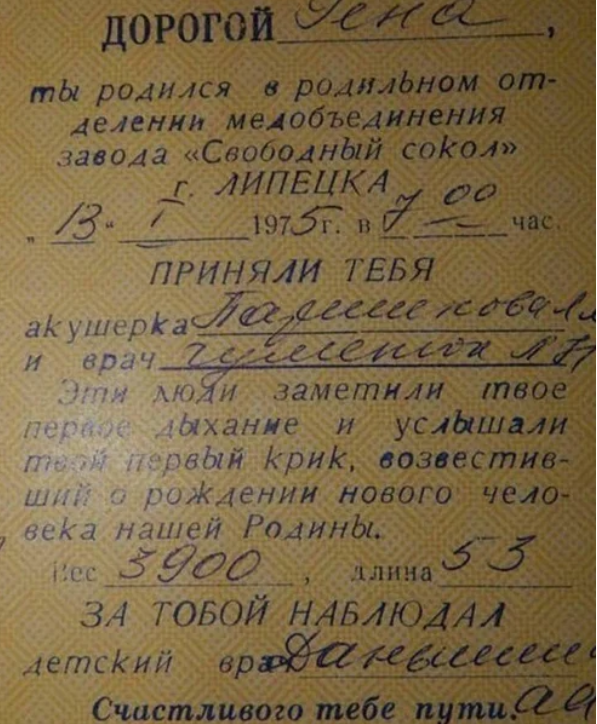 ДОРОГОЙ Гена,
ты родился в родильном от-
делении медобъединения
завода «Свободный сокол»
г. ЛИПЕЦКА
„13“ I 1975г. в 7 00 час.
ПРИНЯЛИ ТЕБЯ
акушерка
и врач
Эти люди заметили твое
первое дыхание и услышали
твой первый крик, возвестив-
ший о рождении нового чело-
века нашей Родины.
Вес 3900, длина 53
ЗА ТОБОЙ НАБЛЮДАЛ
детский врач
Счастливого тебе пути,